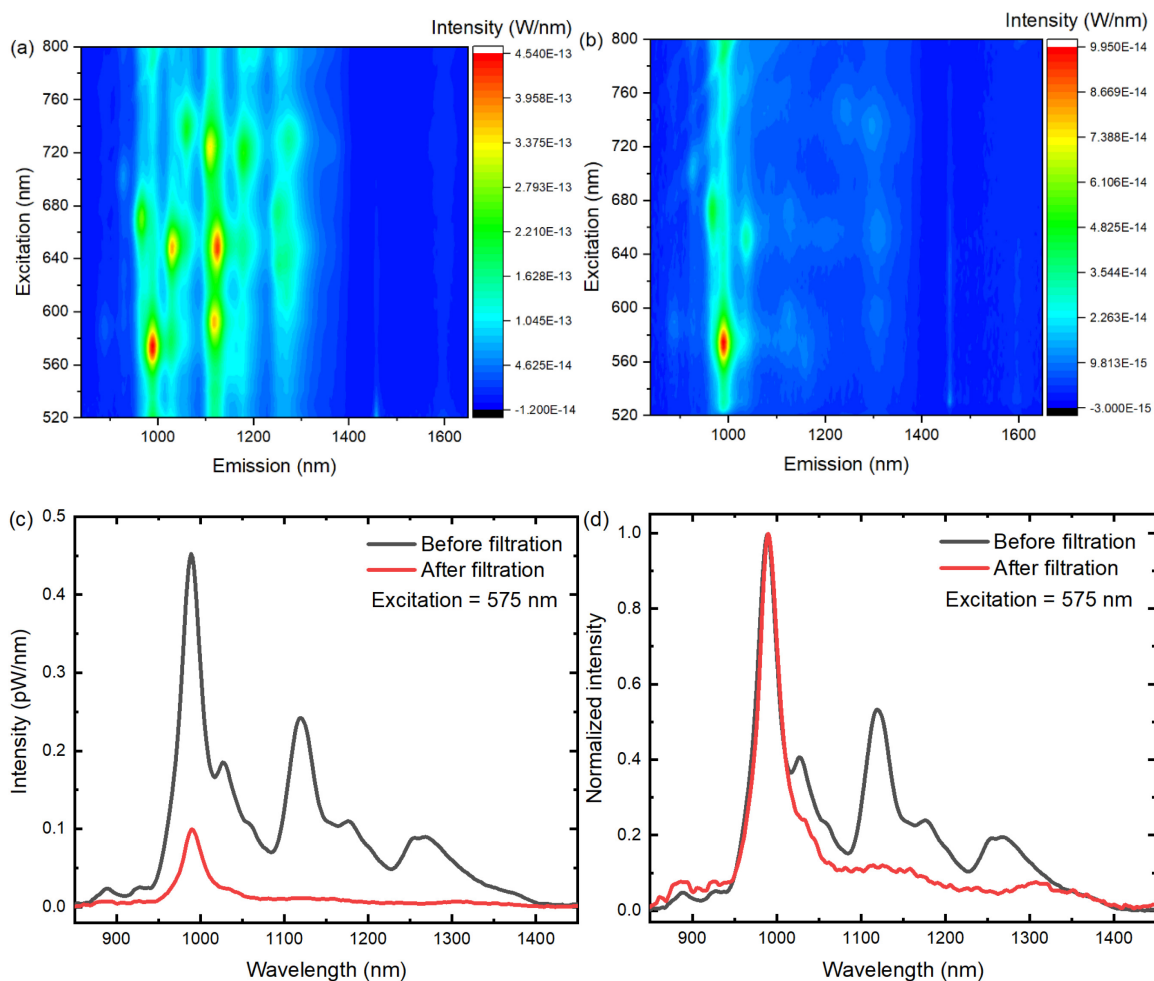 (a)
Intensity (W/nm)
800
760
720
680
640
600
560
520
Excitation (nm)
1000
1200
1400
1600
Emission (nm)
4.540E-13
3.958E-13
3.375E-13
2.793E-13
2.210E-13
1.628E-13
1.045E-13
4.625E-14
-1.200E-14
(b)
Intensity (W/nm)
800
760
720
680
640
600
560
520
Excitation (nm)
1000
1200
1400
1600
Emission (nm)
9.950E-14
8.669E-14
7.388E-14
6.106E-14
4.825E-14
3.544E-14
2.263E-14
9.813E-15
-3.000E-15
(c)
0.5
0.4
0.3
0.2
0.1
0.0
Intensity (pW/nm)
Before filtration
After filtration
Excitation = 575 nm
900
1000
1100
1200
1300
1400
Wavelength (nm)
(d)
1.0
0.8
0.6
0.4
0.2
0.0
Normalized intensity
Before filtration
After filtration
Excitation = 575 nm
900
1000
1100
1200
1300
1400
Wavelength (nm)